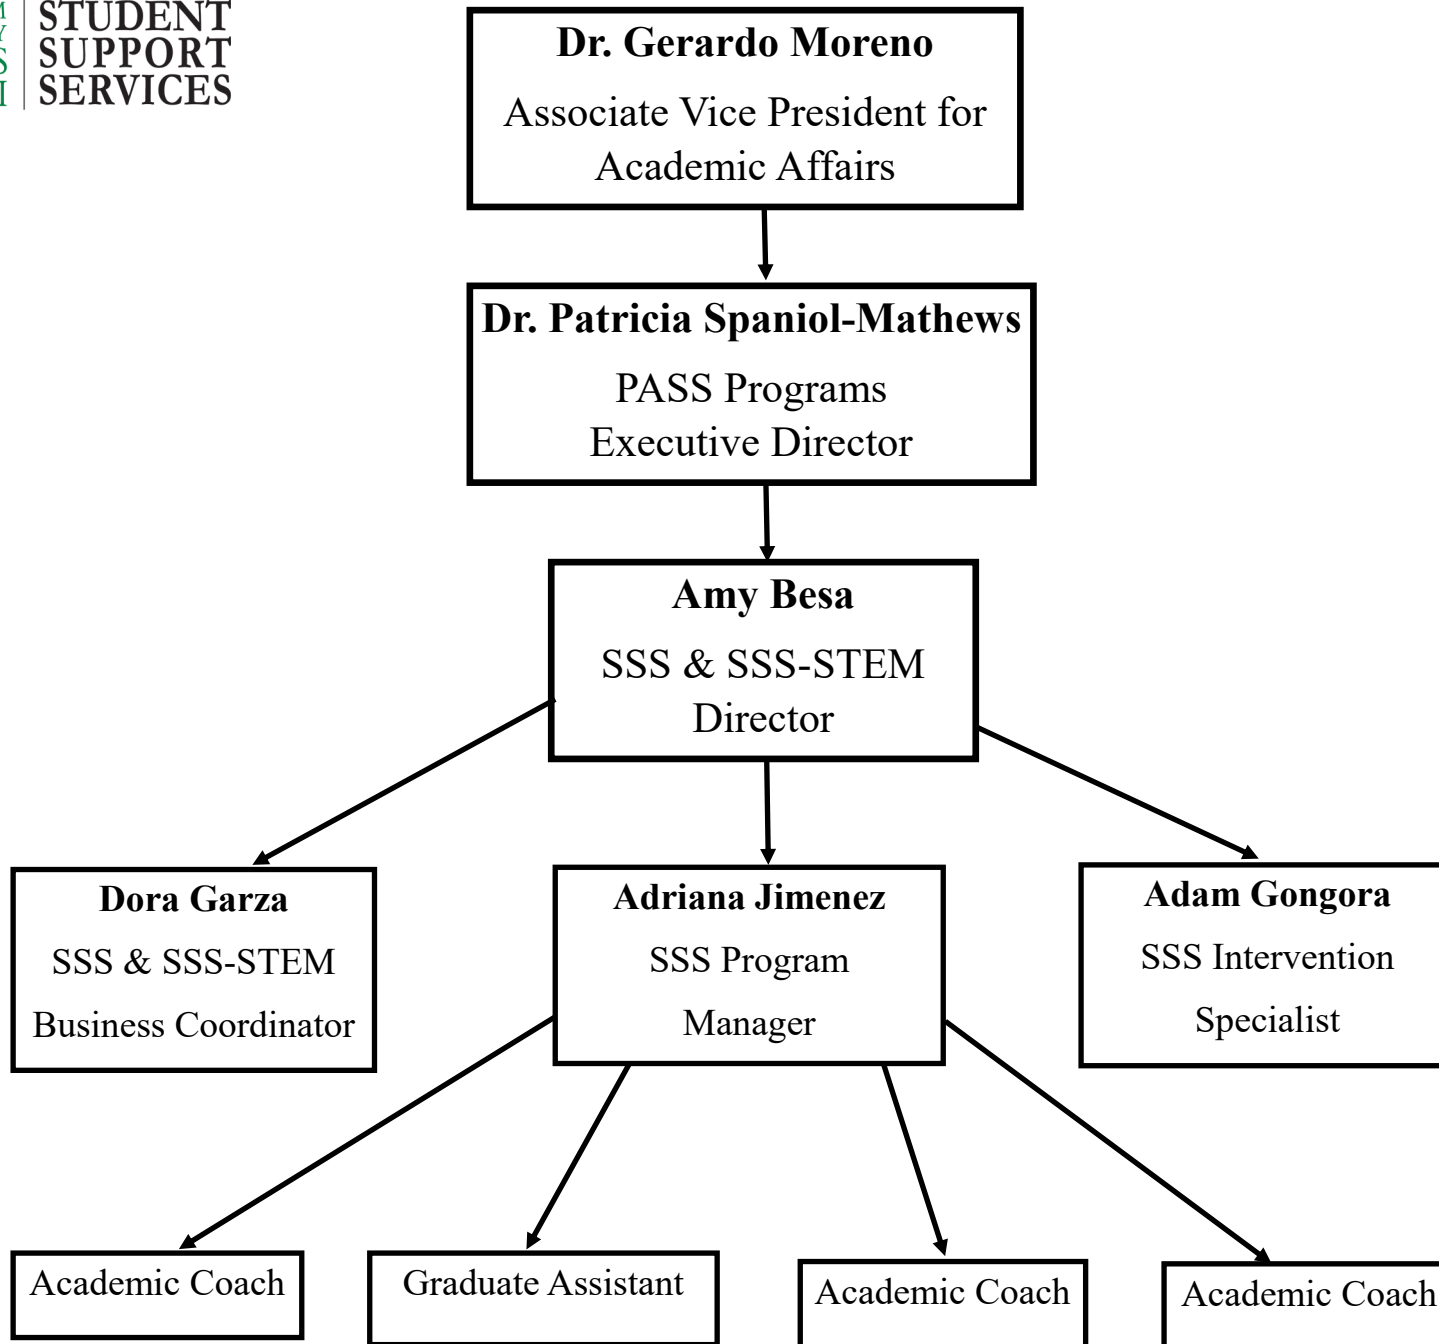 STUDENT
SUPPORT
SERVICES
Dr. Gerardo Moreno
Associate Vice President for
Academic Affairs
Dr. Patricia Spaniol-Mathews
PASS Programs
Executive Director
Amy Besa
SSS & SSS-STEM
Director
Dora Garza
SSS & SSS-STEM
Business Coordinator
Adriana Jimenez
SSS Program
Manager
Adam Gongora
SSS Intervention
Specialist
Academic Coach
Graduate Assistant
Academic Coach
Academic Coach